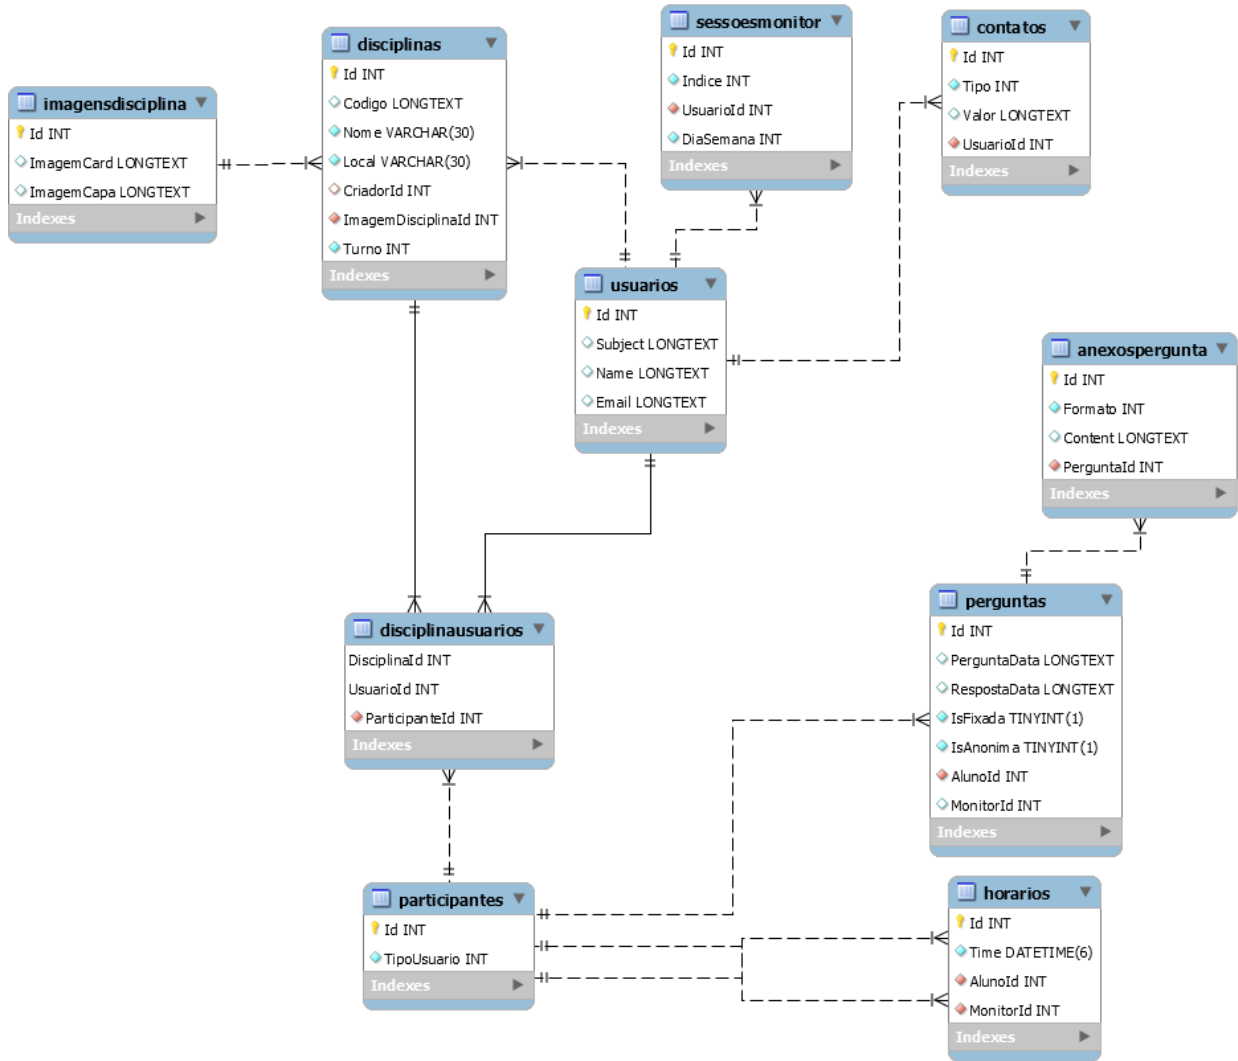 imagensdisciplina
Id INT
ImagemCard LONGTEXT
ImagemCapa LONGTEXT
Indexes
disciplinas
Id INT
Codigo LONGTEXT
Nome VARCHAR(30)
Local VARCHAR(30)
CriadorId INT
ImagemDisciplinaId INT
Turno INT
Indexes
sessoesmonitor
Id INT
Indice INT
UsuarioId INT
DiaSemana INT
Indexes
contatos
Id INT
Tipo INT
Valor LONGTEXT
UsuarioId INT
Indexes
usuarios
Id INT
Subject LONGTEXT
Name LONGTEXT
Email LONGTEXT
Indexes
anexospergunta
Id INT
Formato INT
Content LONGTEXT
PerguntaId INT
Indexes
disciplinausuarios
DisciplinaId INT
UsuarioId INT
ParticipanteId INT
Indexes
perguntas
Id INT
PerguntaData LONGTEXT
RespostaData LONGTEXT
IsFixada TINYINT(1)
IsAnonima TINYINT(1)
AlunoId INT
MonitorId INT
Indexes
participantes
Id INT
TipoUsuario INT
Indexes
horarios
Id INT
Time DATETIME(6)
AlunoId INT
MonitorId INT
Indexes